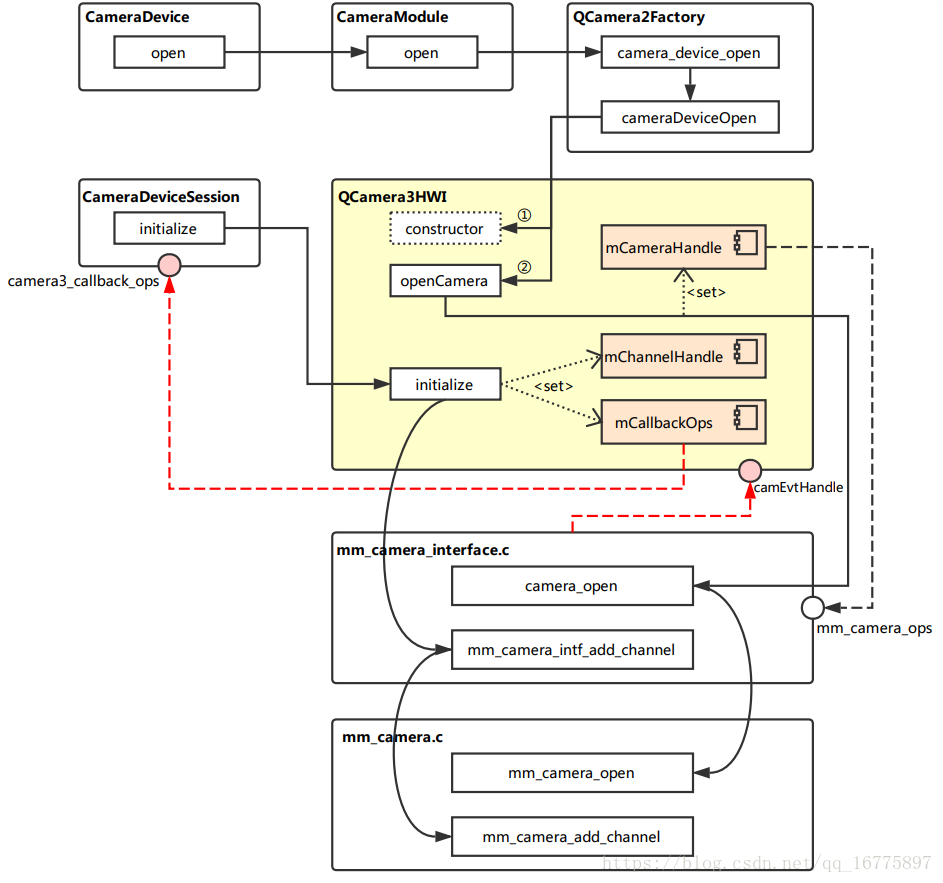 CameraDevice
open
CameraModule
open
QCamera2Factory
camera_device_open
cameraDeviceOpen
CameraDeviceSession
initialize
camera3_callback_ops
QCamera3HWI
constructor
①
openCamera
②
mCameraHandle
<set>
mChannelHandle
initialize
<set>
mCallbackOps
camEvtHandle
mm_camera_interface.c
camera_open
mm_camera_ops
mm_camera_intf_add_channel
mm_camera.c
mm_camera_open
mm_camera_add_channel
https://blog.csdn.net/qq_16775897